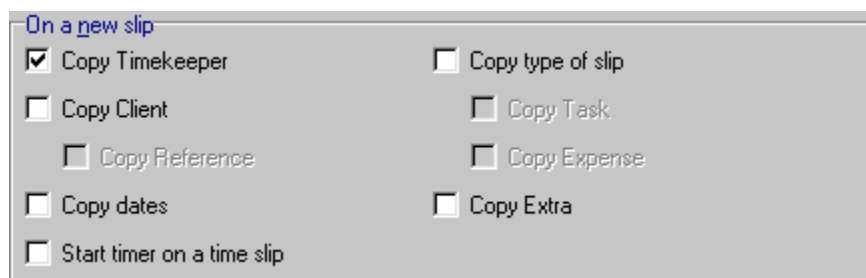 On a new slip
Copy Timekeeper
Copy type of slip
Copy Client
Copy Task
Copy Reference
Copy Expense
Copy dates
Copy Extra
Start timer on a time slip